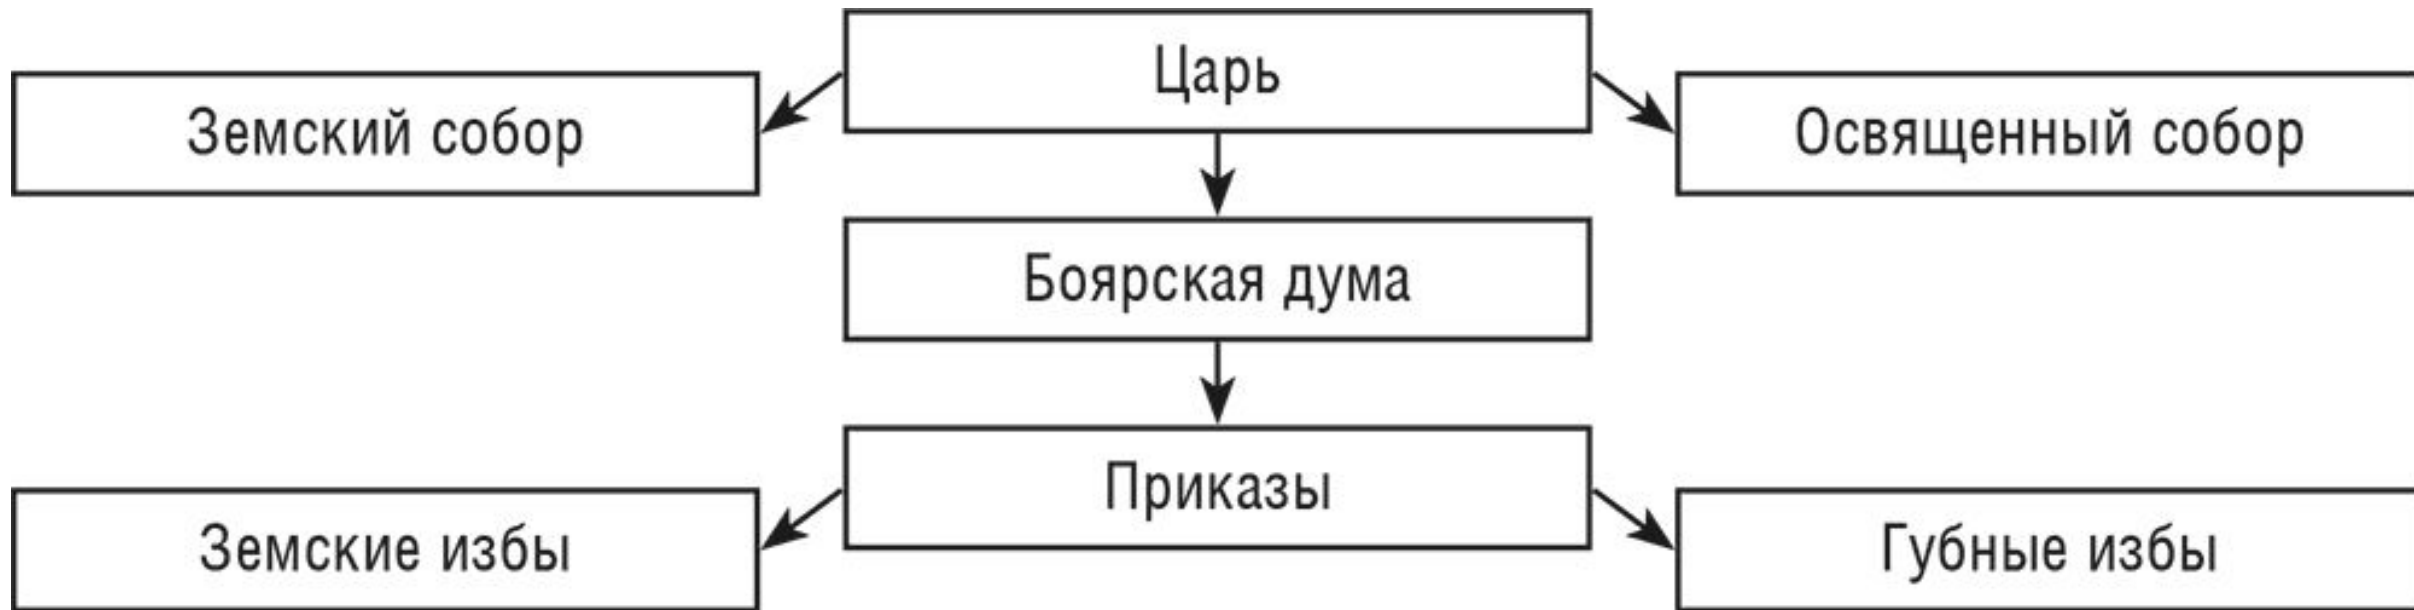 Царь
Земский собор
Освященный собор
Боярская дума
Приказы
Земские избы
Губные избы